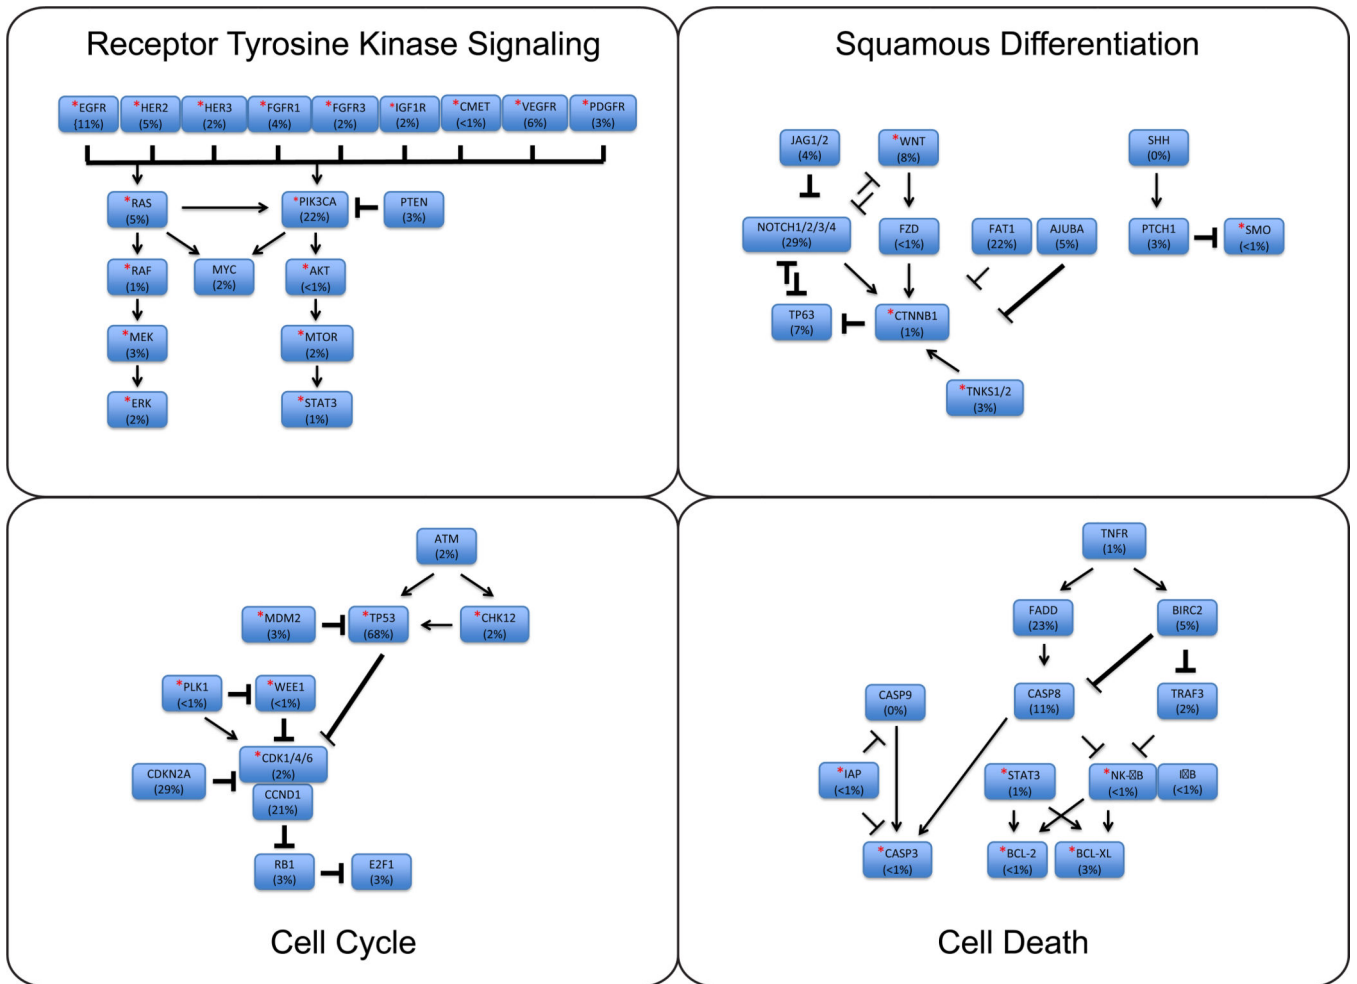 Receptor Tyrosine Kinase Signaling
*EGFR
{11%)
*HER2
(5%)
*HER3
(2%)
*FGFR1
(4%)
*FGFR3
(2%)
*IGF1R
(2%)
*CMET
(<1%)
*VEGFR
(6%)
*PDGFR
(3%)
*RAS
(5%)
*PIK3CA
(22%)
PTEN
(3%)
*RAF
(1%)
MYC
(2%)
*AKT
(<1%)
*MEK
(3%)
*MTOR
(2%)
*ERK
(2%)
*STAT3
(1%)
Squamous Differentiation
JAG1/2
(4%)
*WNT
(8%)
SHH
(0%)
NOTCH1/2/3/4
(29%)
FZD
(<1%)
FAT1
(22%)
AJUBA
(5%)
PTCH1
(3%)
*SMO
(<1%)
TP63
(7%)
*CTNNB1
(1%)
*TNKS1/2
(3%)
ATM
(2%)
*MDM2
(3%)
*TP53
(68%)
*CHK12
(2%)
*PLK1
(<1%)
*WEE1
(<1%)
CDKN2A
(29%)
*CDK1/4/6
(2%)
CCND1
(21%)
RB1
(3%)
E2F1
(3%)
Cell Cycle
TNFR
(1%)
FADD
(23%)
BIRC2
(5%)
CASP9
(0%)
CASP8
(11%)
TRAF3
(2%)
*IAP
(<1%)
*STAT3
(1%)
*NK-�B
(<1%)
I�B
(<1%)
*CASP3
(<1%)
*BCL-2
(<1%)
*BCL-XL
(3%)
Cell Death